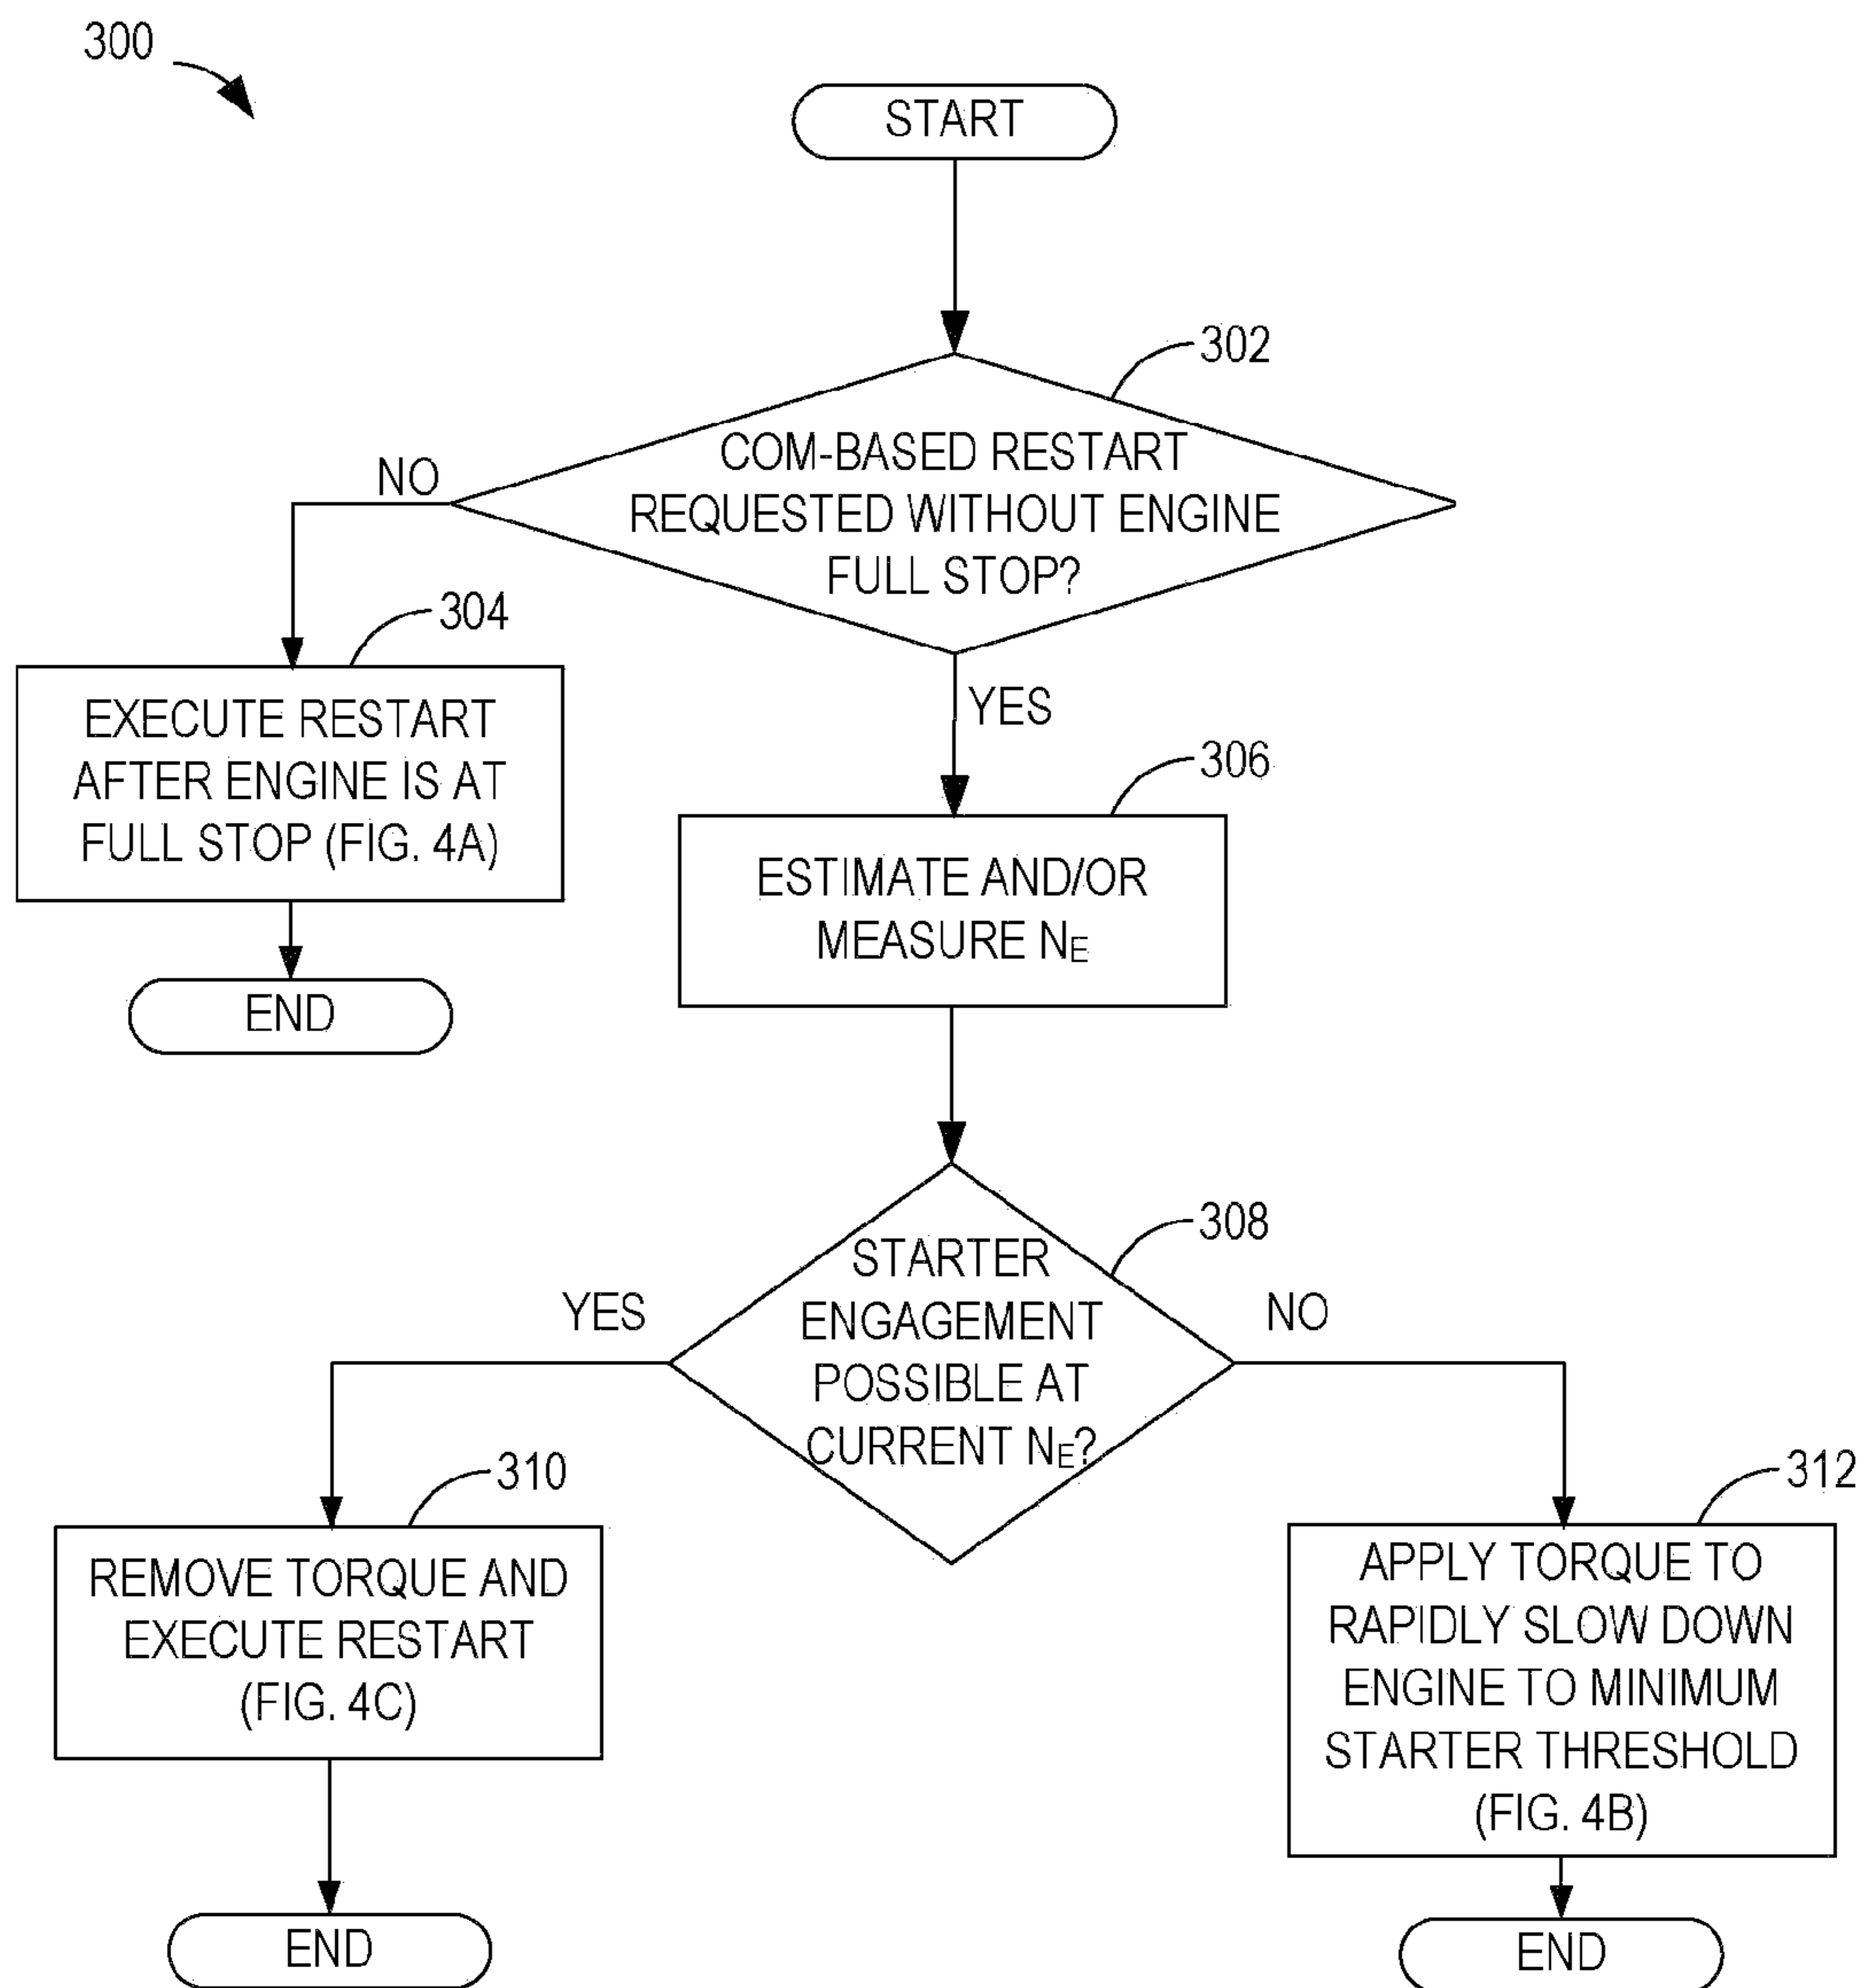 300
START
302
COM-BASED RESTART
REQUESTED WITHOUT ENGINE
FULL STOP?
NO
304
EXECUTE RESTART
AFTER ENGINE IS AT
FULL STOP (FIG. 4A)
END
YES
306
ESTIMATE AND/OR
MEASURE NE
308
STARTER
ENGAGEMENT
POSSIBLE AT
CURRENT NE?
YES
NO
310
REMOVE TORQUE AND
EXECUTE RESTART
(FIG. 4C)
END
312
APPLY TORQUE TO
RAPIDLY SLOW DOWN
ENGINE TO MINIMUM
STARTER THRESHOLD
(FIG. 4B)
END